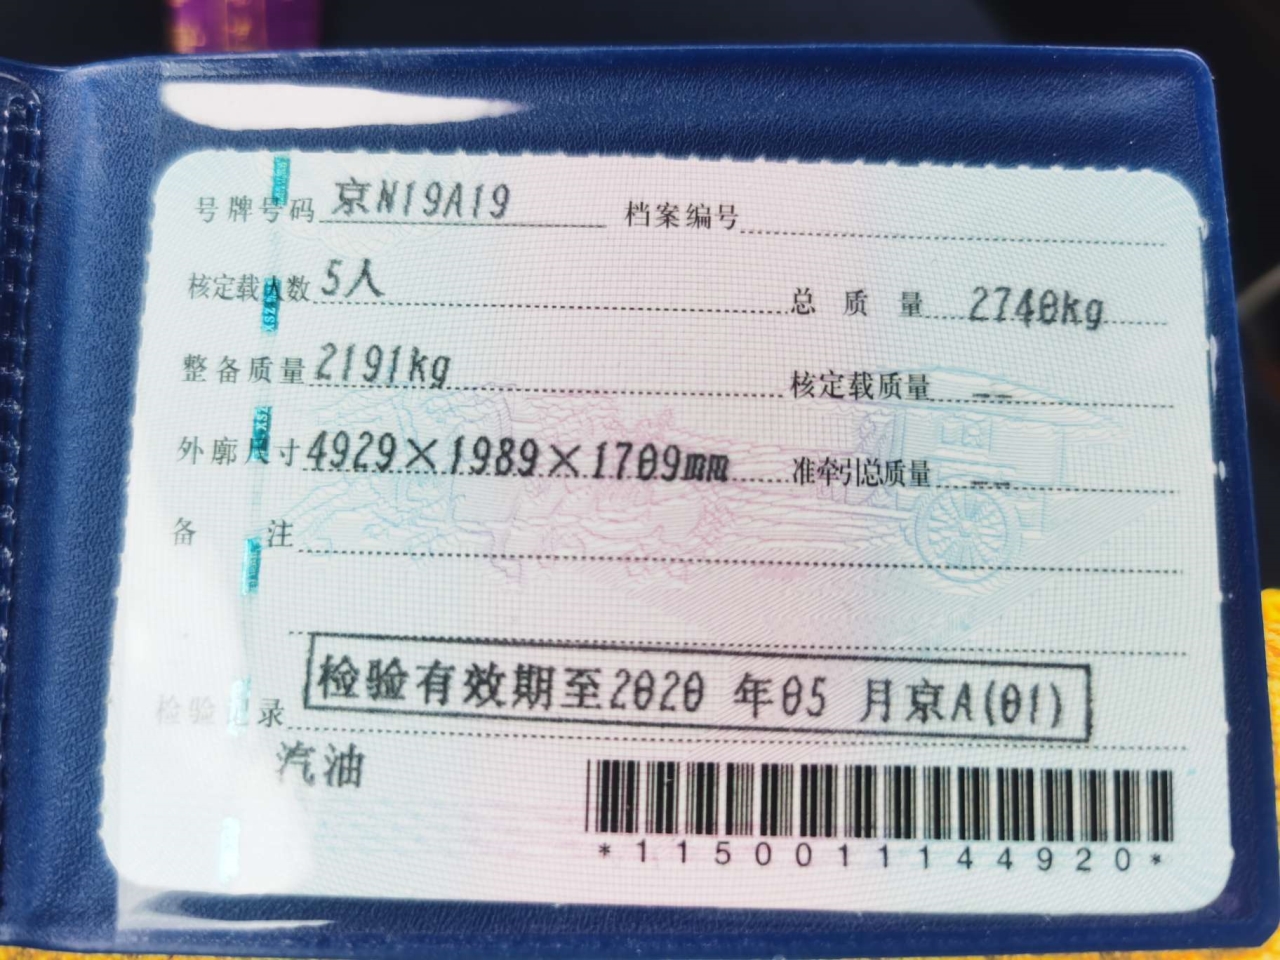 号牌号码 京N19A19 档案编号
核定载人数 5人 总质量 2740kg
整备质量 2191kg 核定载质量 --
外廓尺寸 4929×1989×1709mm 准牵引总质量 --
备注
检验记录 检验有效期至2020年05月京A(01)
汽油
*1150011144920*